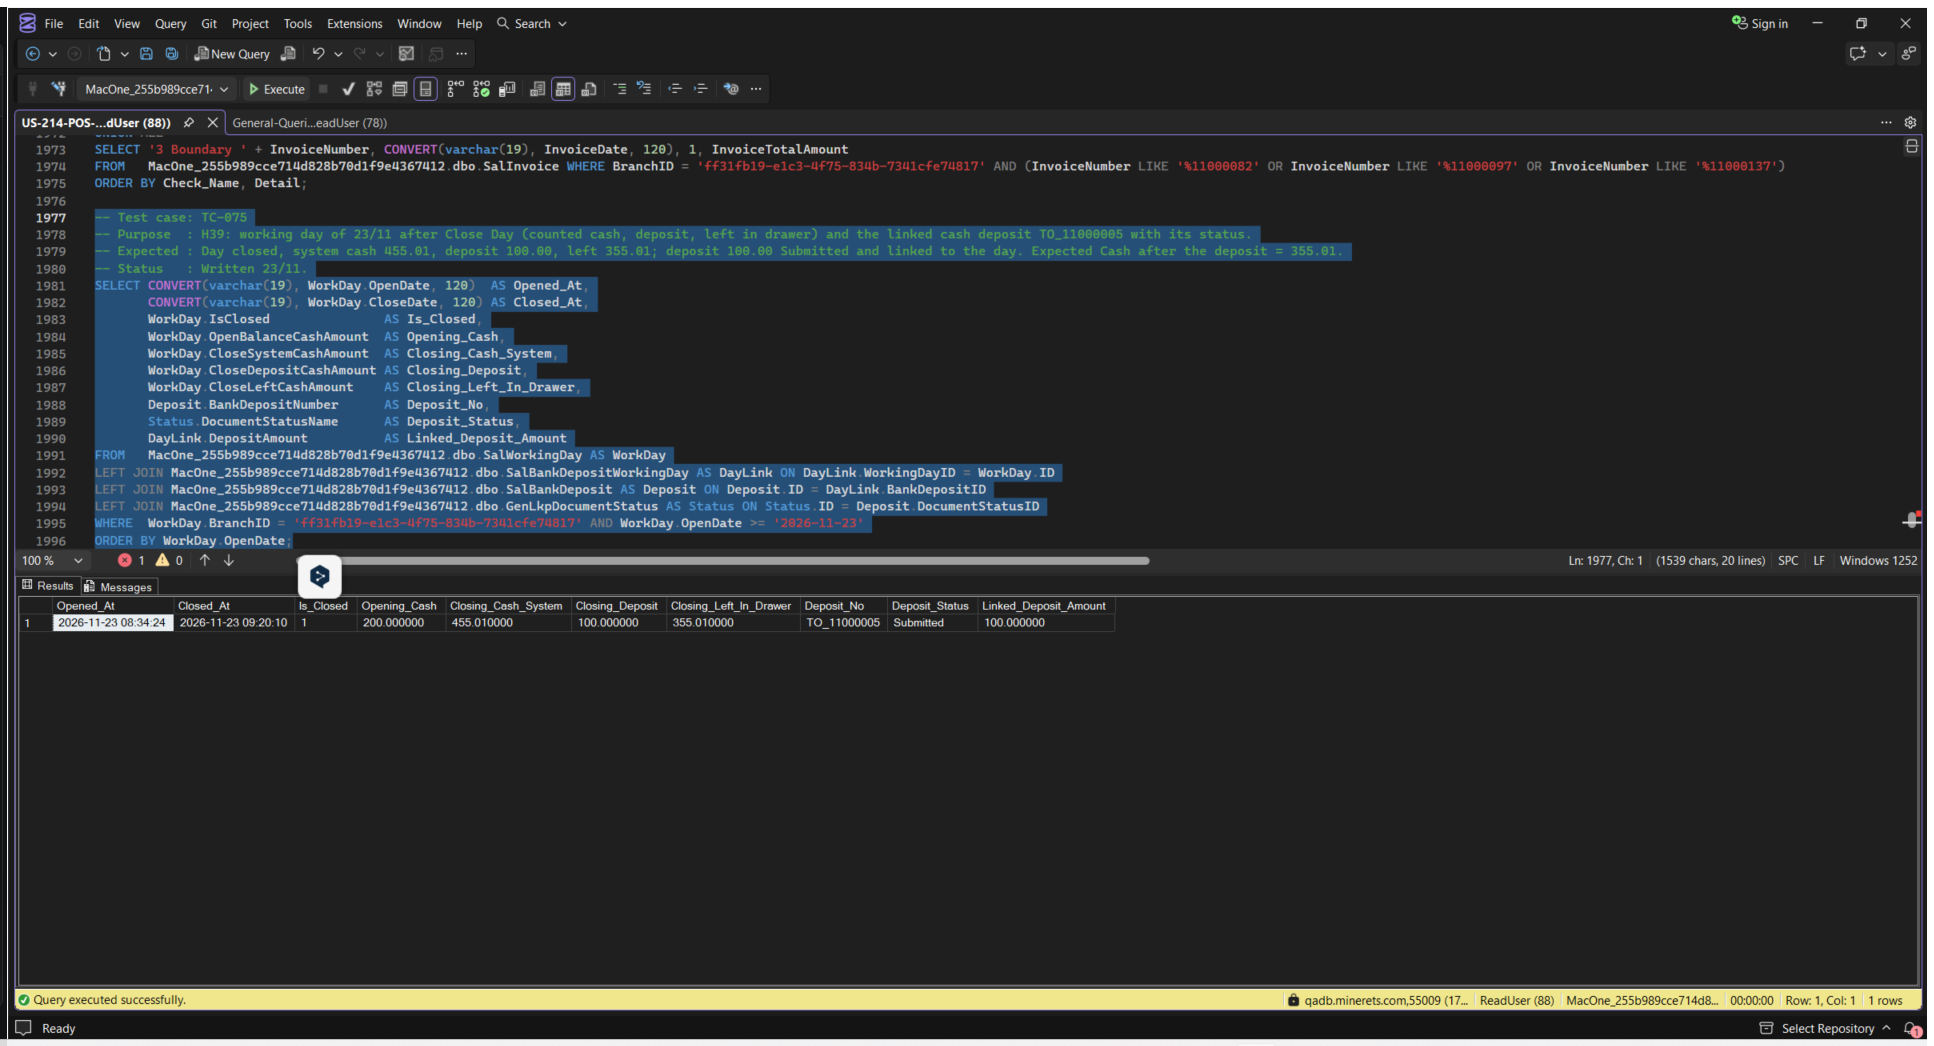 File Edit View Query Git Project Tools Extensions Window Help Search Sign in
New Query
MacOne_255b989cce714 Execute
US-214-POS-...dUser (88)) General-Queri...eadUser (78))
1973 SELECT '3 Boundary ' + InvoiceNumber, CONVERT(varchar(19), InvoiceDate, 120), 1, InvoiceTotalAmount
1974 FROM MacOne_255b989cce714d828b70d1f9e4367412.dbo.SalInvoice WHERE BranchID = 'ff31fb19-e1c3-4f75-834b-7341cfe74817' AND (InvoiceNumber LIKE '%11000082' OR InvoiceNumber LIKE '%11000097' OR InvoiceNumber LIKE '%11000137')
1975 ORDER BY Check_Name, Detail;
1976
1977 -- Test case: TC-075
1978 -- Purpose : H39: working day of 23/11 after Close Day (counted cash, deposit, left in drawer) and the linked cash deposit TO_11000005 with its status.
1979 -- Expected : Day closed, system cash 455.01, deposit 100.00, left 355.01; deposit 100.00 Submitted and linked to the day. Expected Cash after the deposit = 355.01.
1980 -- Status : Written 23/11.
1981 SELECT CONVERT(varchar(19), WorkDay.OpenDate, 120) AS Opened_At,
1982 CONVERT(varchar(19), WorkDay.CloseDate, 120) AS Closed_At,
1983 WorkDay.IsClosed AS Is_Closed,
1984 WorkDay.OpenBalanceCashAmount AS Opening_Cash,
1985 WorkDay.CloseSystemCashAmount AS Closing_Cash_System,
1986 WorkDay.CloseDepositCashAmount AS Closing_Deposit,
1987 WorkDay.CloseLeftCashAmount AS Closing_Left_In_Drawer,
1988 Deposit.BankDepositNumber AS Deposit_No,
1989 Status.DocumentStatusName AS Deposit_Status,
1990 DayLink.DepositAmount AS Linked_Deposit_Amount
1991 FROM MacOne_255b989cce714d828b70d1f9e4367412.dbo.SalWorkingDay AS WorkDay
1992 LEFT JOIN MacOne_255b989cce714d828b70d1f9e4367412.dbo.SalBankDepositWorkingDay AS DayLink ON DayLink.WorkingDayID = WorkDay.ID
1993 LEFT JOIN MacOne_255b989cce714d828b70d1f9e4367412.dbo.SalBankDeposit AS Deposit ON Deposit.ID = DayLink.BankDepositID
1994 LEFT JOIN MacOne_255b989cce714d828b70d1f9e4367412.dbo.GenLkpDocumentStatus AS Status ON Status.ID = Deposit.DocumentStatusID
1995 WHERE WorkDay.BranchID = 'ff31fb19-e1c3-4f75-834b-7341cfe74817' AND WorkDay.OpenDate >= '2026-11-23'
1996 ORDER BY WorkDay.OpenDate;
100 % 1 0 Ln: 1977, Ch: 1 (1539 chars, 20 lines) SPC LF Windows 1252
Results Messages
Opened_At Closed_At Is_Closed Opening_Cash Closing_Cash_System Closing_Deposit Closing_Left_In_Drawer Deposit_No Deposit_Status Linked_Deposit_Amount
1 2026-11-23 08:34:24 2026-11-23 09:20:10 1 200.000000 455.010000 100.000000 355.010000 TO_11000005 Submitted 100.000000
Query executed successfully. qadb.minerets.com,55009 (17... ReadUser (88) MacOne_255b989cce714d8... 00:00:00 Row: 1, Col: 1 1 rows
Ready Select Repository 1